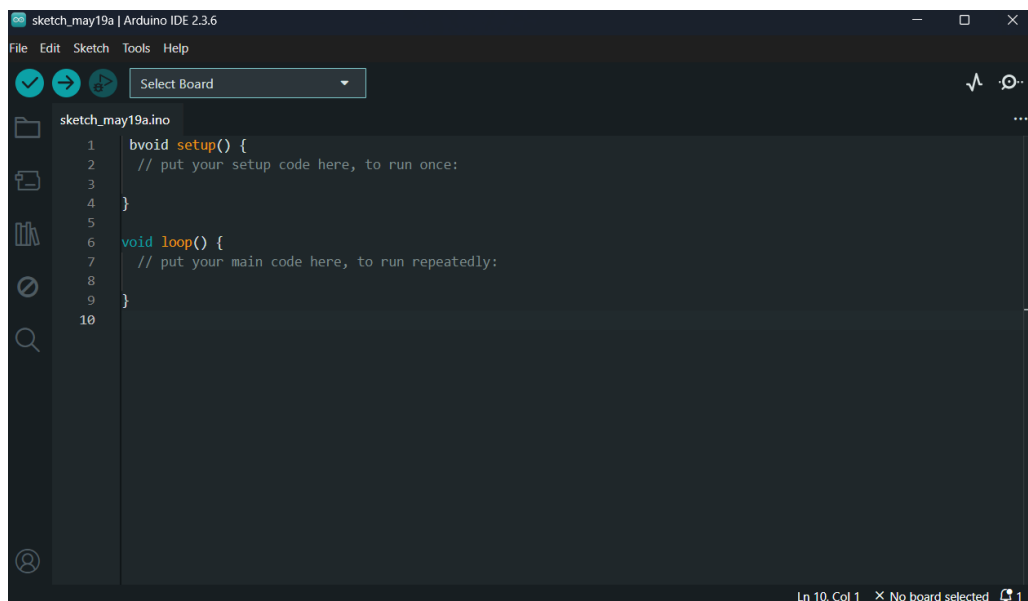 sketch_may19a | Arduino IDE 2.3.6
File Edit Sketch Tools Help
Select Board
sketch_may19a.ino
1 bvoid setup() {
2 // put your setup code here, to run once:
3
4 }
5
6 void loop() {
7 // put your main code here, to run repeatedly:
8
9 }
10
Ln 10, Col 1 × No board selected 1